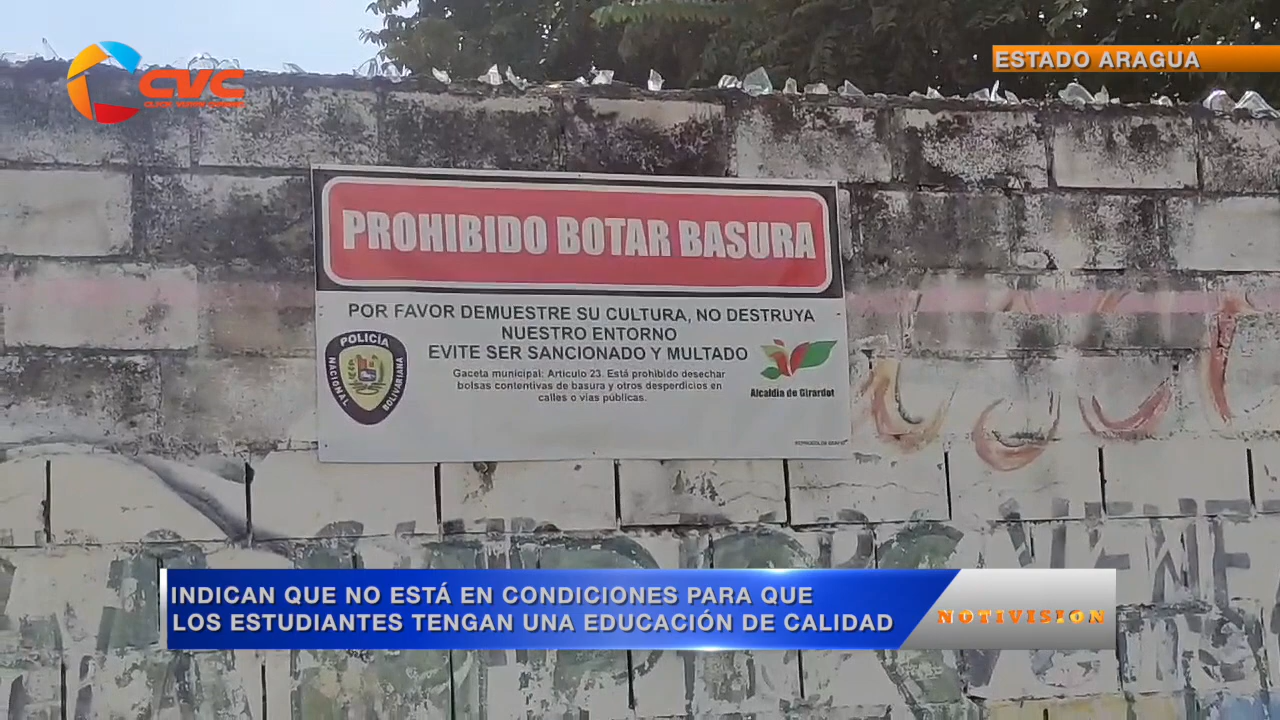 CVC
ESTADO ARAGUA
PROHIBIDO BOTAR BASURA
POR FAVOR DEMUESTRE SU CULTURA, NO DESTRUYA
NUESTRO ENTORNO
EVITE SER SANCIONADO Y MULTADO
Gaceta municipal: Articulo 23. Está prohibido desechar
bolsas contentivas de basura y otros desperdicios en
calles o vías públicas.
POLICÍA
NACIONAL
BOLIVARIANA
Alcaldía de Girardot
INDICAN QUE NO ESTÁ EN CONDICIONES PARA QUE
LOS ESTUDIANTES TENGAN UNA EDUCACIÓN DE CALIDAD
NOTIVISION